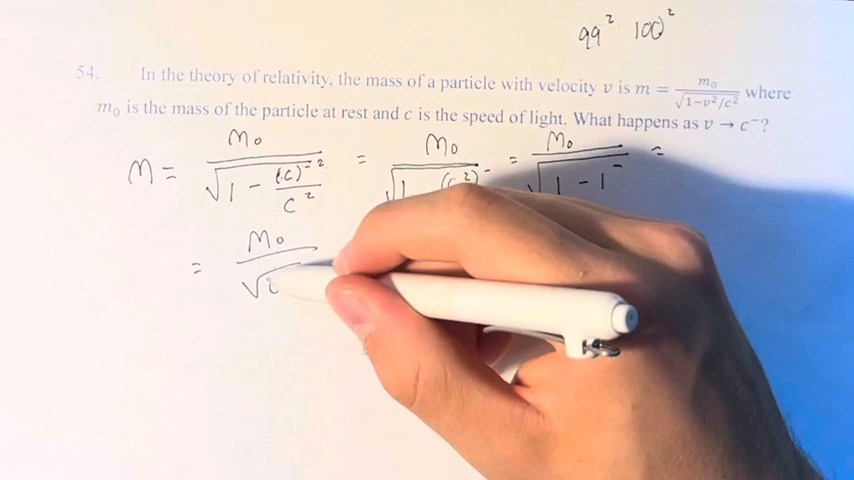 99² 100²
54. In the theory of relativity, the mass of a particle with velocity v is m = m₀/√(1−v²/c²) where
m₀ is the mass of the particle at rest and c is the speed of light. What happens as v → c⁻?
m = m₀/√(1 - (c)⁻²/c²) = m₀/√(1 - (c²)⁻ = m₀/√(1 - 1⁻) =
= m₀/√